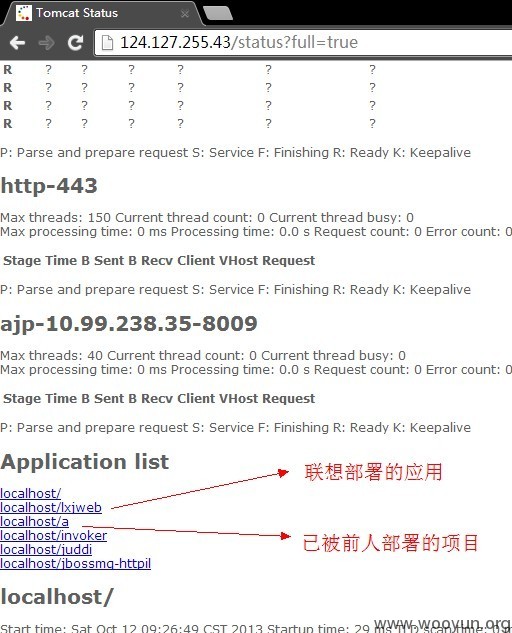 Tomcat Status
124.127.255.43/status?full=true
R ? ? ? ? ? ?
R ? ? ? ? ? ?
R ? ? ? ? ? ?
R ? ? ? ? ? ?
P: Parse and prepare request S: Service F: Finishing R: Ready K: Keepalive
http-443
Max threads: 150 Current thread count: 0 Current thread busy: 0
Max processing time: 0 ms Processing time: 0.0 s Request count: 0 Error count: 0
Stage Time B Sent B Recv Client VHost Request
P: Parse and prepare request S: Service F: Finishing R: Ready K: Keepalive
ajp-10.99.238.35-8009
Max threads: 40 Current thread count: 0 Current thread busy: 0
Max processing time: 0 ms Processing time: 0.0 s Request count: 0 Error count: 0
Stage Time B Sent B Recv Client VHost Request
P: Parse and prepare request S: Service F: Finishing R: Ready K: Keepalive
Application list
localhost/
localhost/lxjweb
联想部署的应用
localhost/a
已被前人部署的项目
localhost/invoker
localhost/juddi
localhost/jbossmq-httpil
localhost/
Start time: Sat Oct 12 09:26:49 CST 2013 Startup time: 29 ms TLD scan time:
www.wooyun.org